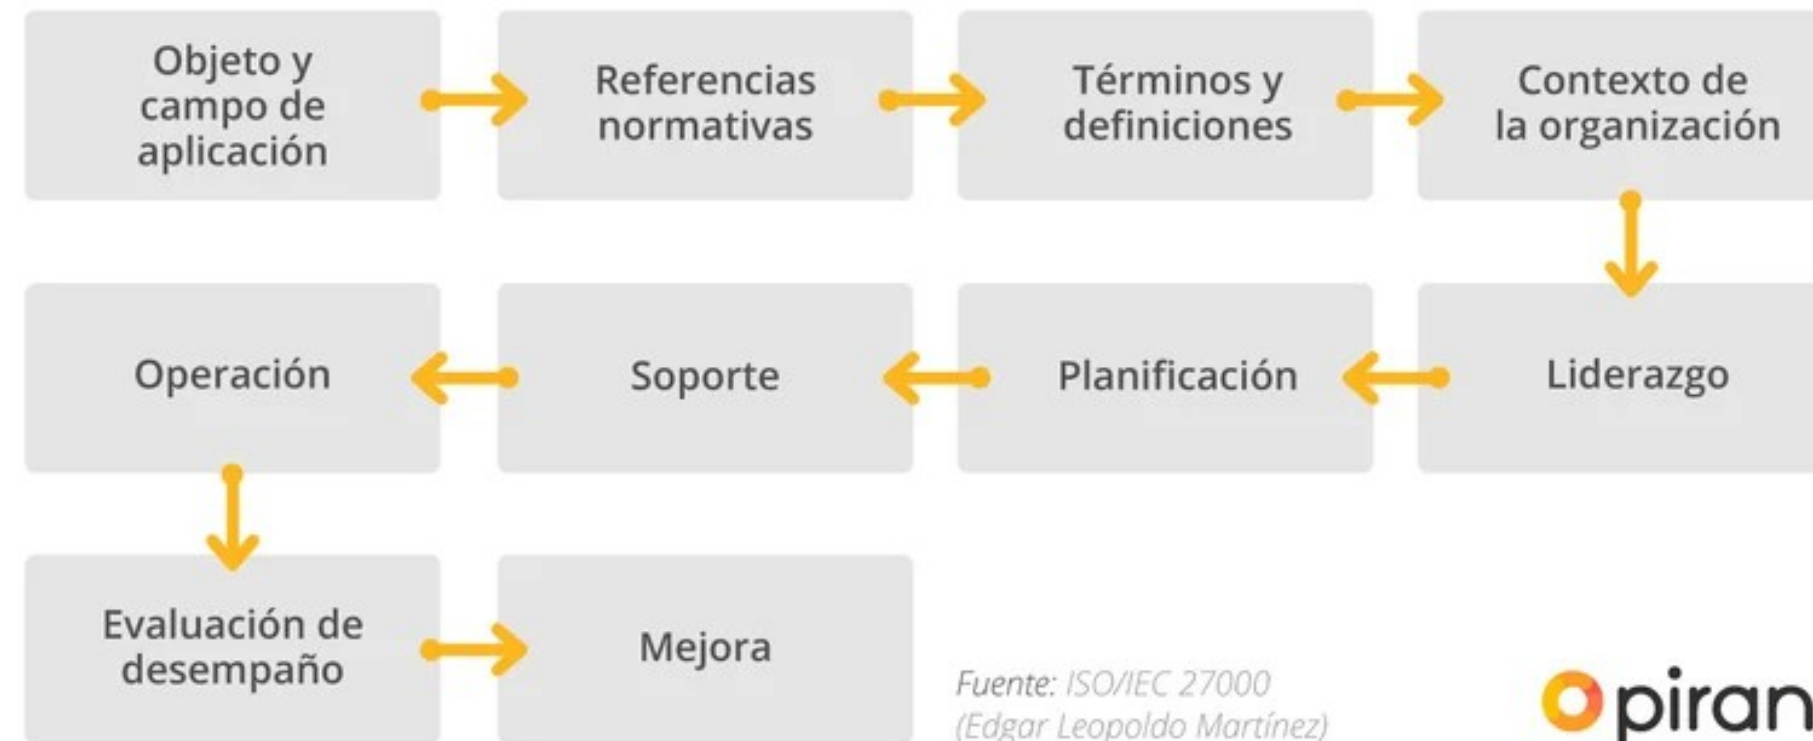 Objeto y
campo de
aplicación
Referencias
normativas
Términos y
definiciones
Contexto de
la organización
Operación
Soporte
Planificación
Liderazgo
Evaluación de
desempaño
Mejora
Fuente: ISO/IEC 27000
(Edgar Leopoldo Martínez)
piran